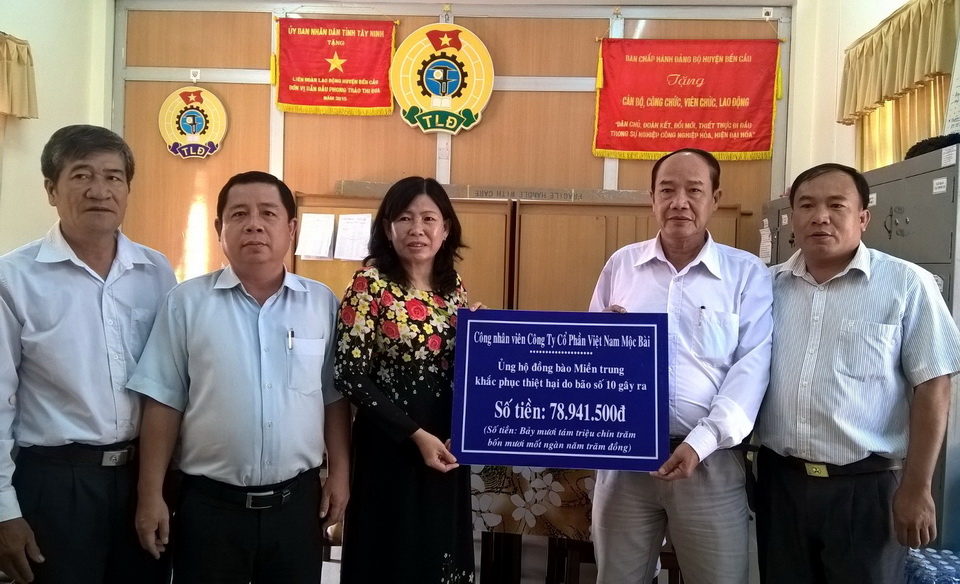 ỦY BAN NHÂN DÂN TỈNH TÂY NINH
TẶNG
LIÊN ĐOÀN LAO ĐỘNG HUYỆN BẾN CẦU
ĐƠN VỊ DẪN ĐẦU PHONG TRÀO THI ĐUA
NĂM 2015
TLĐ
TLĐ
BAN CHẤP HÀNH ĐẢNG BỘ HUYỆN BẾN CẦU
Tặng
CÁN BỘ, CÔNG CHỨC, VIÊN CHỨC, LAO ĐỘNG
"DÂN CHỦ, ĐOÀN KẾT, ĐỔI MỚI, THIẾT THỰC ĐI ĐẦU
TRONG SỰ NGHIỆP CÔNG NGHIỆP HÓA, HIỆN ĐẠI HÓA"
FRAGILE HANDLE WITH CARE
Công nhân viên Công Ty Cổ Phần Việt Nam Mộc Bài
Ủng hộ đồng bào Miền trung
khắc phục thiệt hại do bão số 10 gây ra
Số tiền: 78.941.500đ
(Số tiền: Bảy mươi tám triệu chín trăm
bốn mươi mốt ngàn năm trăm đồng)